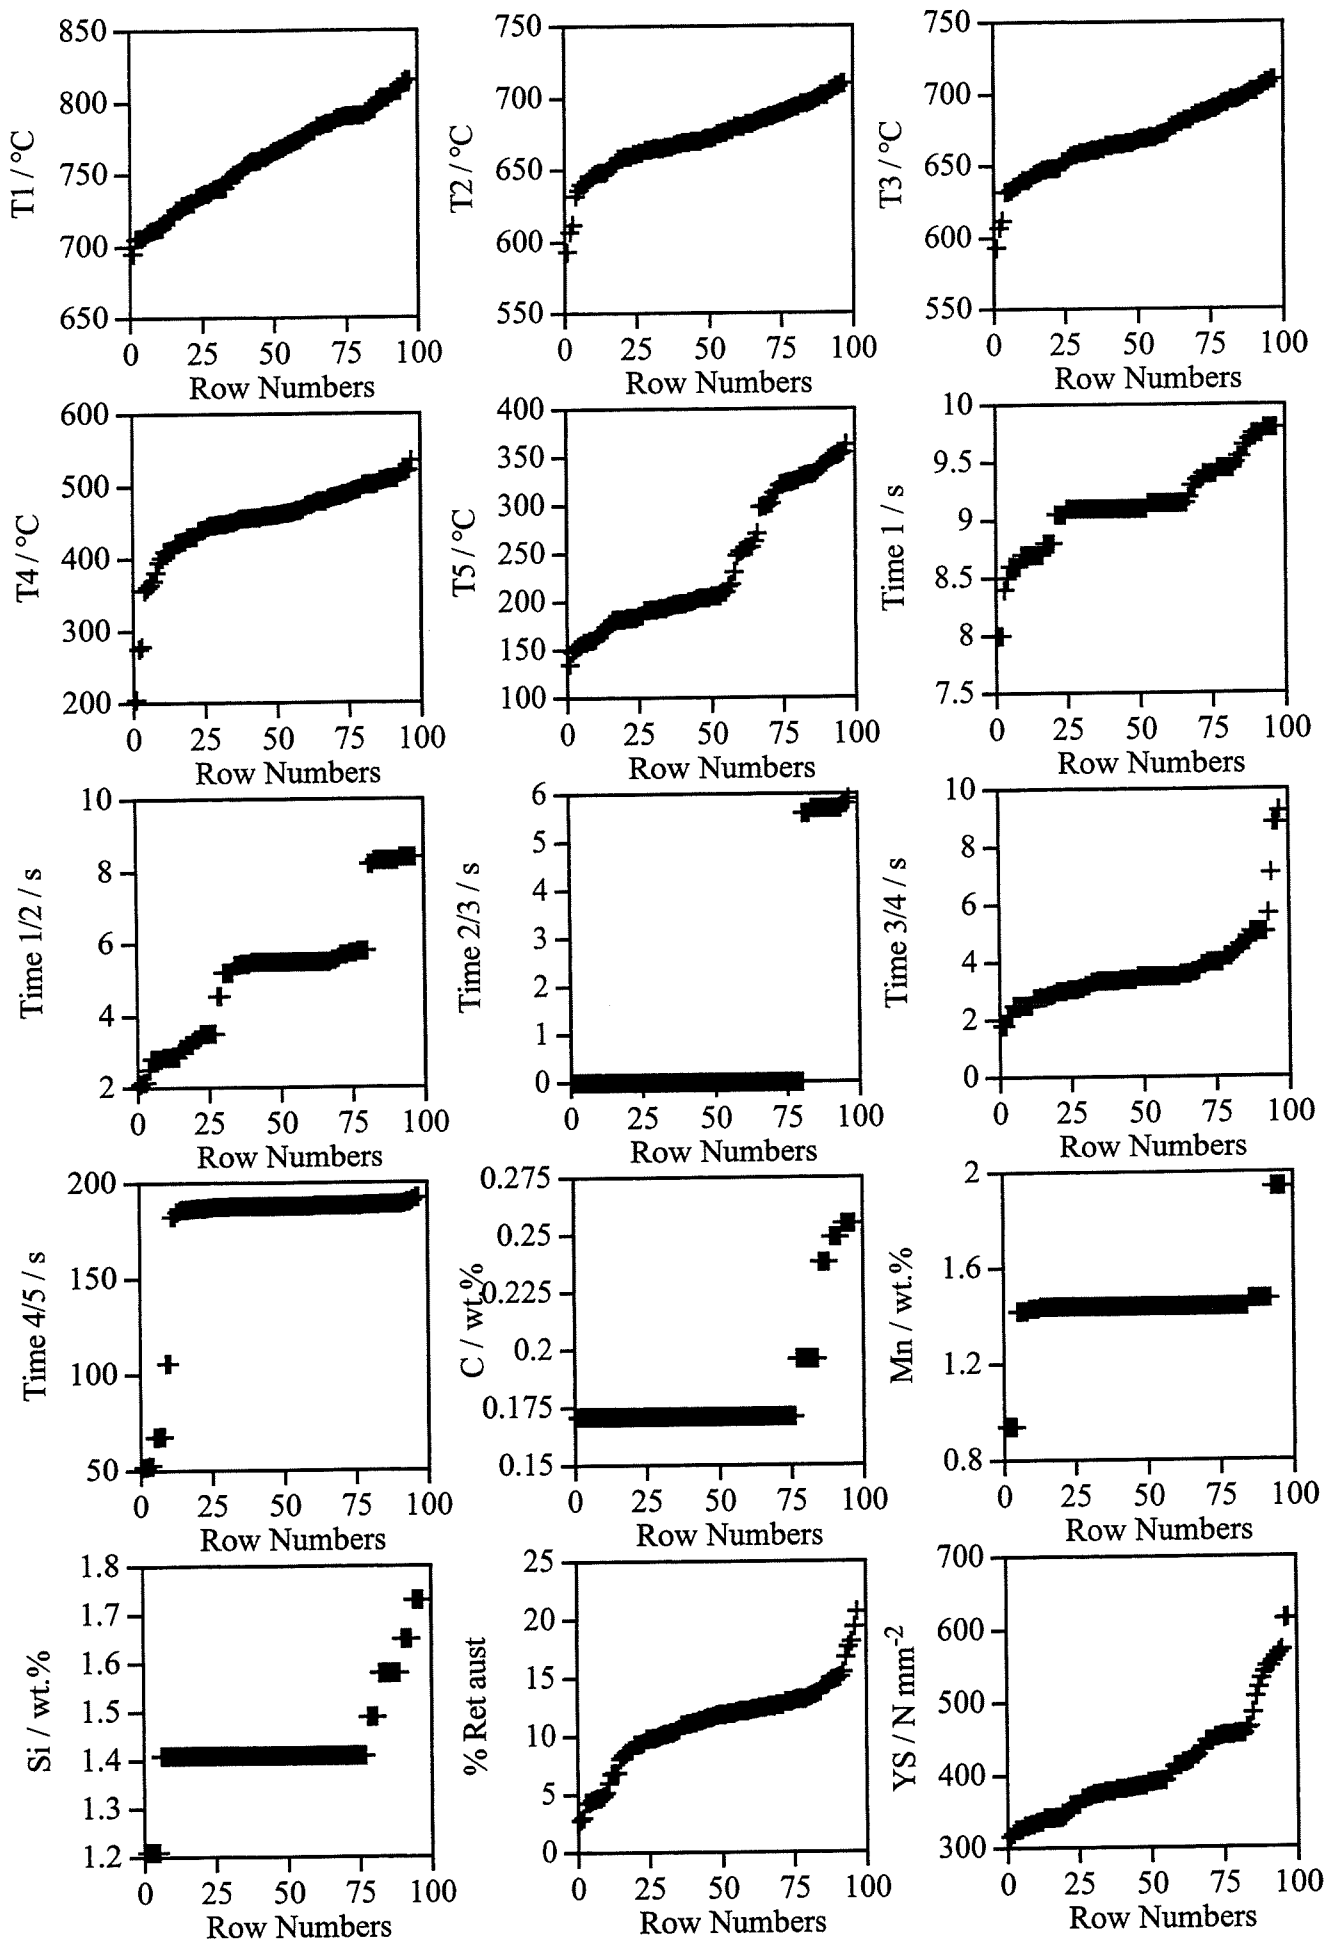 850
800
750
700
650
T1 / °C
0 25 50 75 100
Row Numbers
750
700
650
600
550
T2 / °C
0 25 50 75 100
Row Numbers
750
700
650
600
550
T3 / °C
0 25 50 75 100
Row Numbers
600
500
400
300
200
T4 / °C
0 25 50 75 100
Row Numbers
400
350
300
250
200
150
100
T5 / °C
0 25 50 75 100
Row Numbers
10
9.5
9
8.5
8
7.5
Time 1 / s
0 25 50 75 100
Row Numbers
10
8
6
4
2
Time 1/2 / s
0 25 50 75 100
Row Numbers
6
5
4
3
2
1
0
Time 2/3 / s
0 25 50 75 100
Row Numbers
10
8
6
4
2
0
Time 3/4 / s
0 25 50 75 100
Row Numbers
200
150
100
50
Time 4/5 / s
0 25 50 75 100
Row Numbers
0.275
0.25
0.225
0.2
0.175
0.15
C / wt.%
0 25 50 75 100
Row Numbers
2
1.6
1.2
0.8
Mn / wt.%
0 25 50 75 100
Row Numbers
1.8
1.7
1.6
1.5
1.4
1.3
1.2
Si / wt.%
0 25 50 75 100
Row Numbers
25
20
15
10
5
0
% Ret aust
0 25 50 75 100
Row Numbers
700
600
500
400
300
YS / N mm-2
0 25 50 75 100
Row Numbers